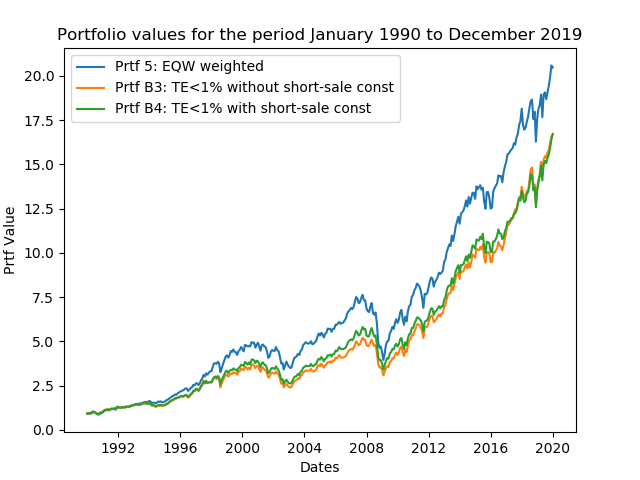 Portfolio values for the period January 1990 to December 2019
Prtf 5: EQW weighted
Prtf B3: TE<1% without short-sale const
Prtf B4: TE<1% with short-sale const
20.0
17.5
15.0
12.5
10.0
7.5
5.0
2.5
0.0
Prtf Value
1992 1996 2000 2004 2008 2012 2016 2020
Dates